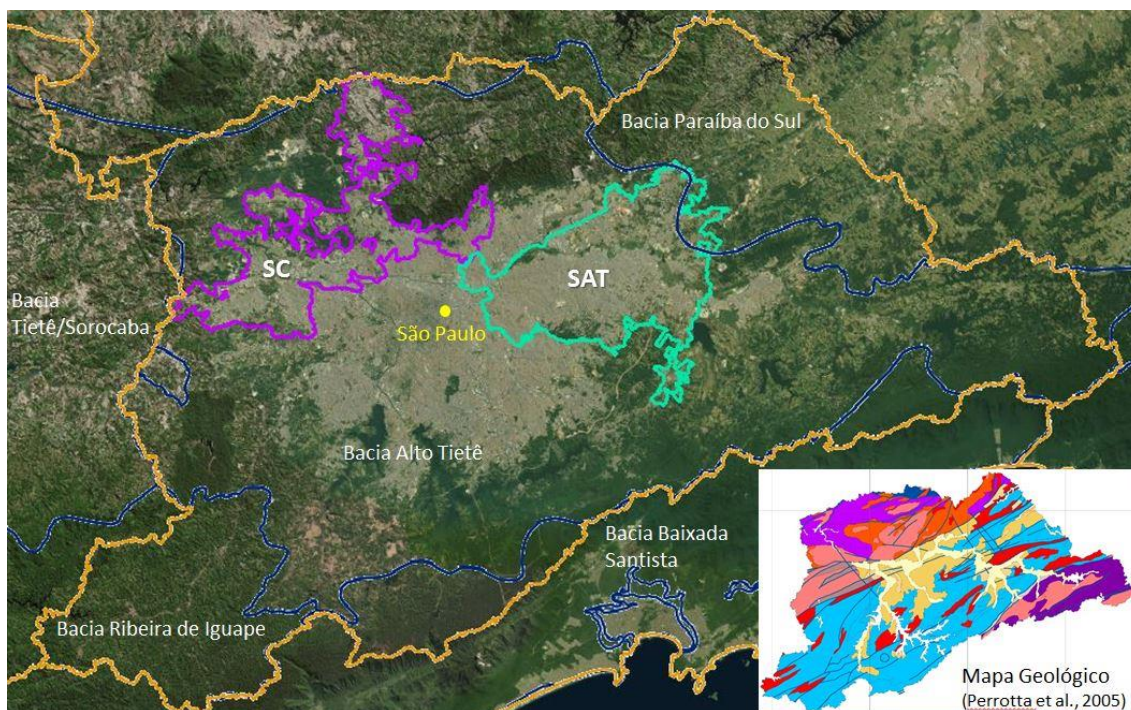 Bacia Paraíba do Sul
SC
SAT
Bacia
Tietê/Sorocaba
São Paulo
Bacia Alto Tietê
Bacia Baixada
Santista
Bacia Ribeira de Iguape
Mapa Geológico
(Perrotta et al., 2005)